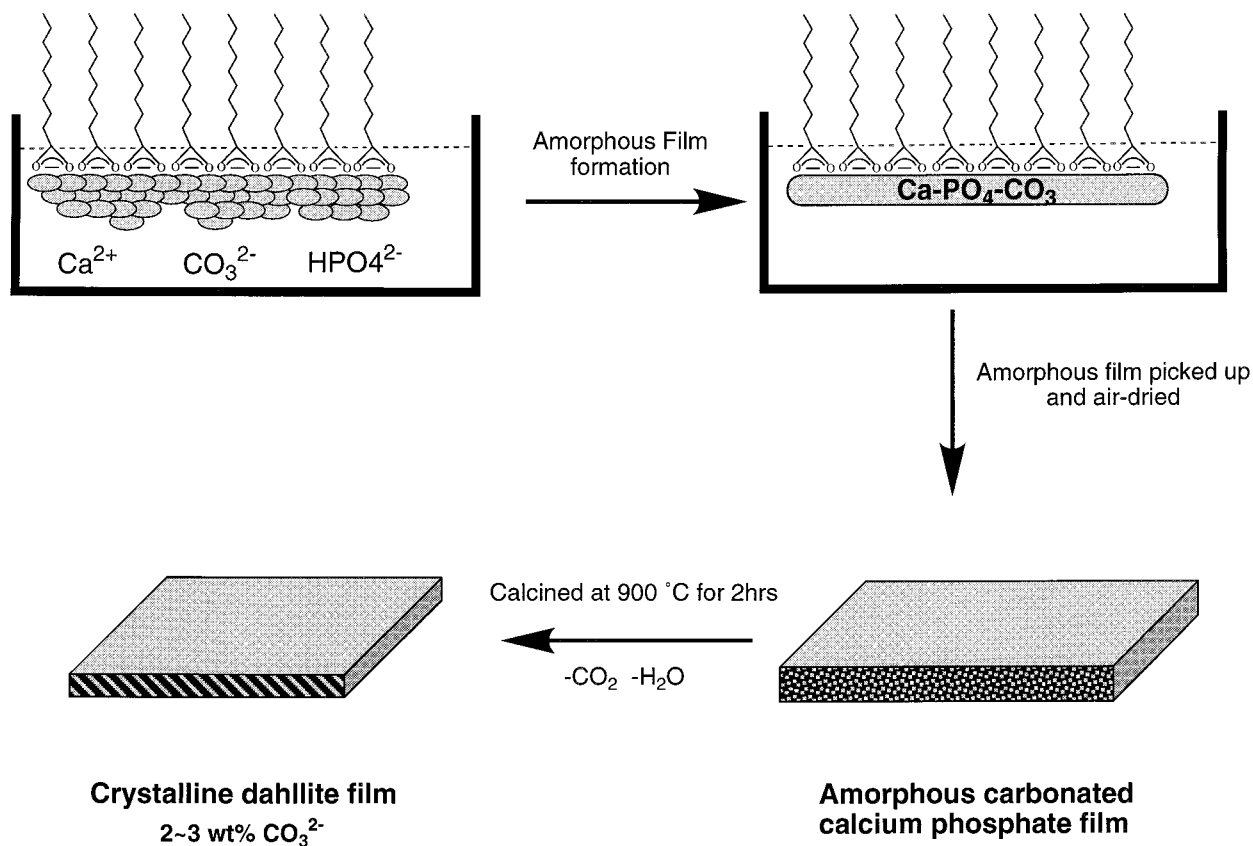 Amorphous Film
formation
O – O O – O O – O O – O O – O O – O O – O O – O
O – O O – O O – O O – O O – O O – O O – O O – O
Ca-PO₄-CO₃
Ca²⁺ CO₃²⁻ HPO4²⁻
Amorphous film picked up
and air-dried
Calcined at 900 °C for 2hrs
-CO₂ -H₂O
Crystalline dahllite film
2~3 wt% CO₃²⁻
Amorphous carbonated
calcium phosphate film